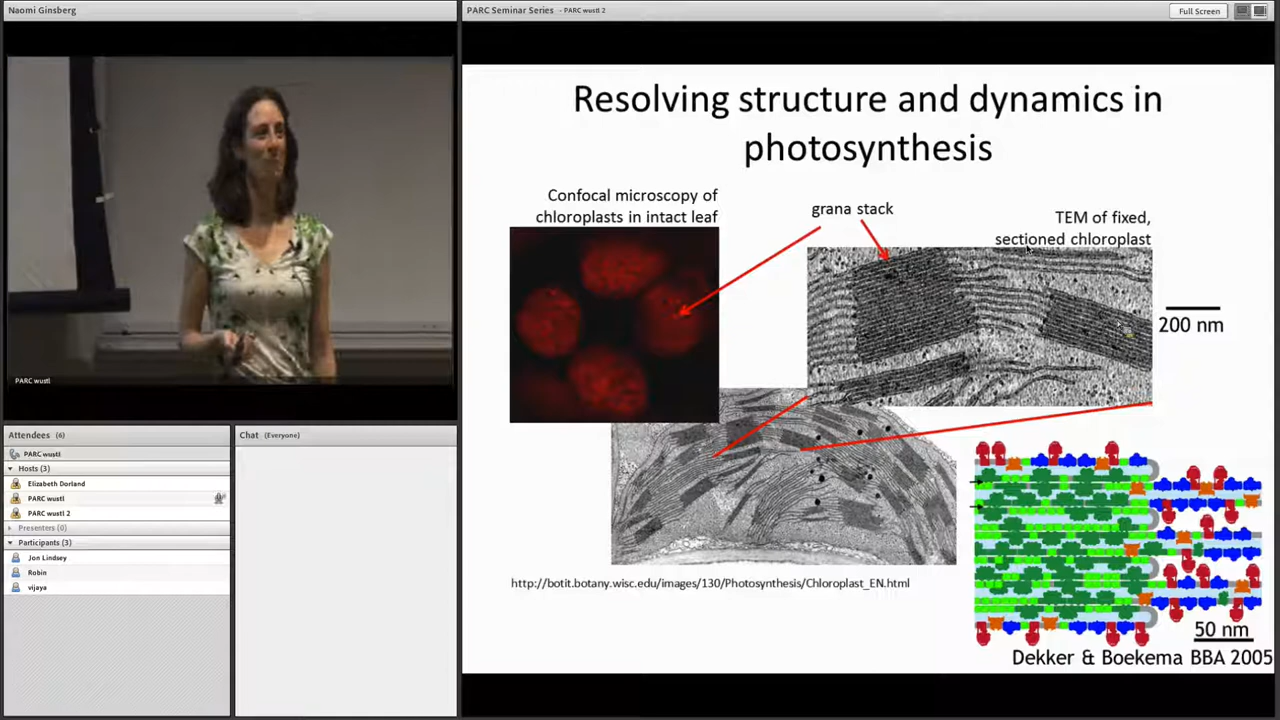 Naomi Ginsberg
PARC Seminar Series - PARC wustl 2
Full Screen
Resolving structure and dynamics in
photosynthesis
Confocal microscopy of
chloroplasts in intact leaf
grana stack
TEM of fixed,
sectioned chloroplast
200 nm
PARC wustl
http://botit.botany.wisc.edu/images/130/Photosynthesis/Chloroplast_EN.html
50 nm
Dekker & Boekema BBA 2005
Attendees (6)
PARC wustl
Hosts (3)
Elizabeth Dorland
PARC wustl
PARC wustl 2
Presenters (0)
Participants (3)
Jon Lindsey
Robin
vijaya
Chat (Everyone)